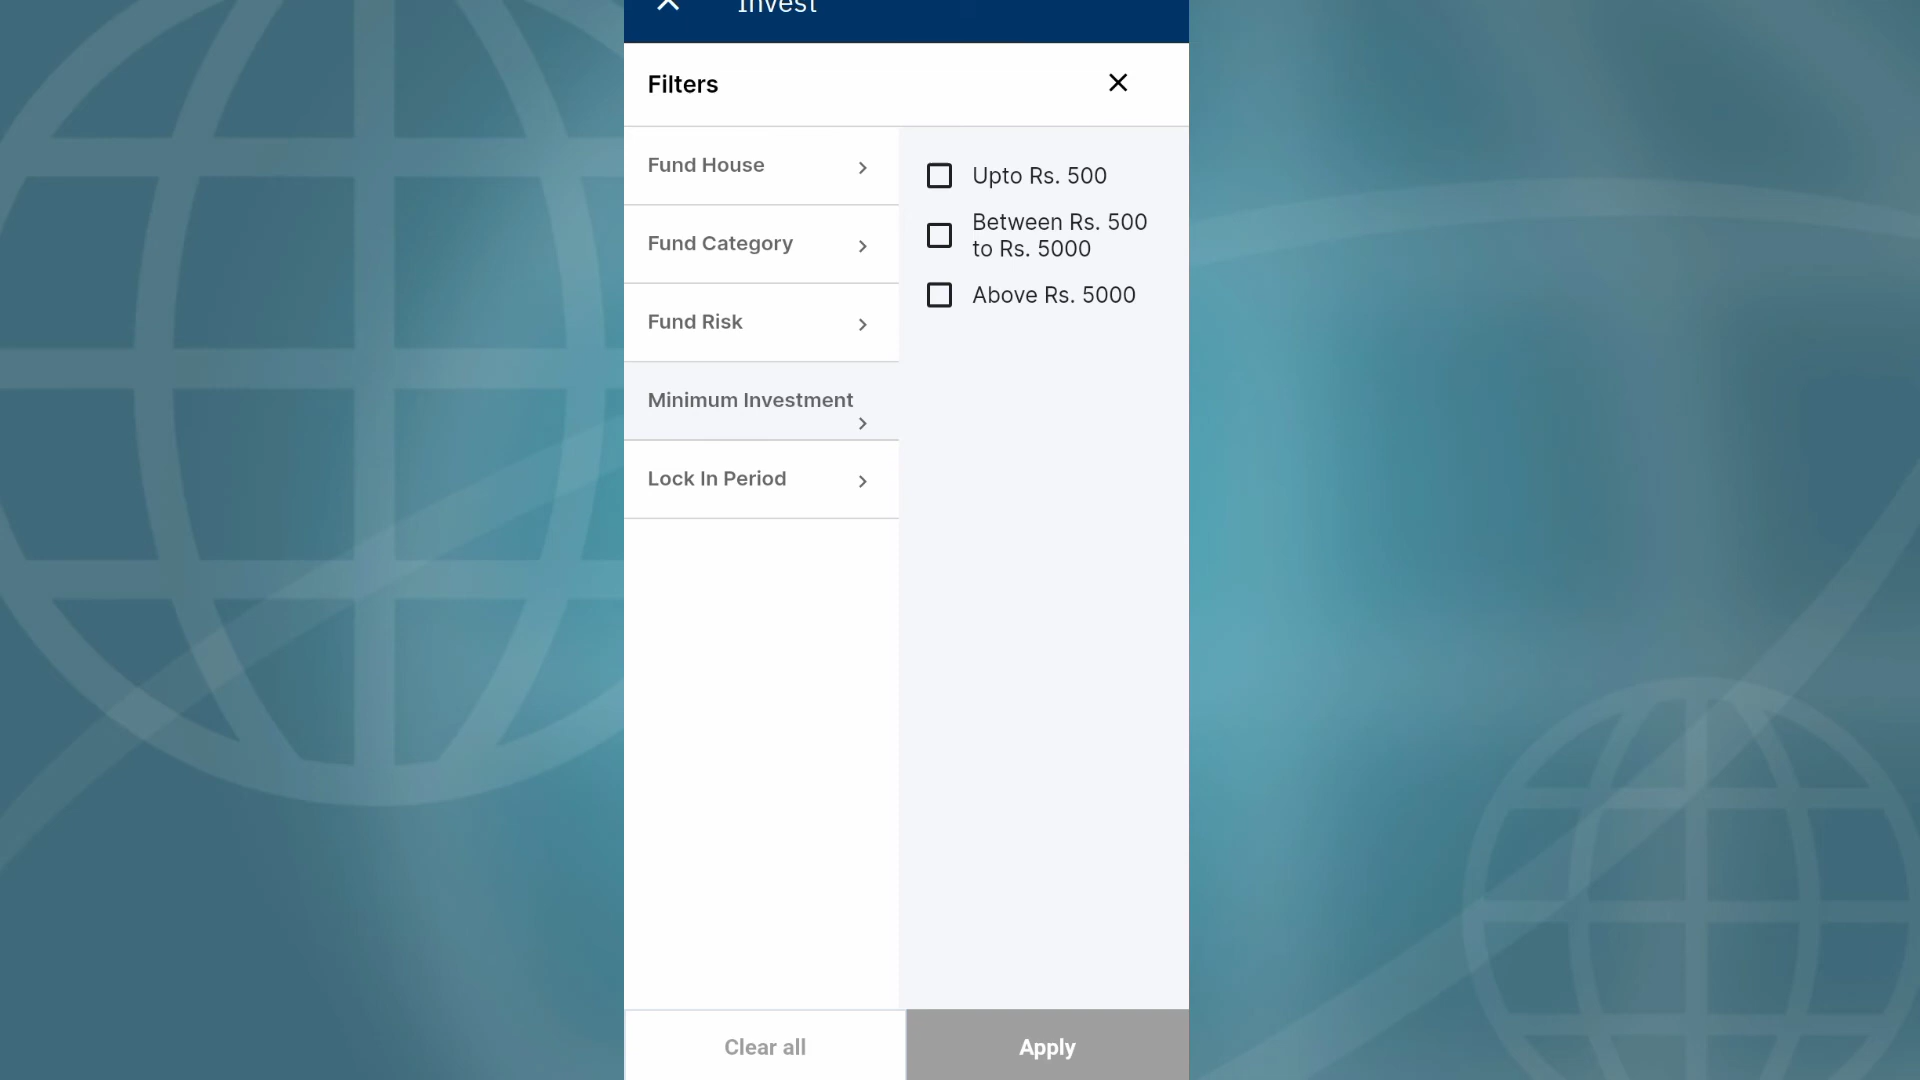 Invest
Filters
Fund House
Fund Category
Fund Risk
Minimum Investment
Lock In Period
Upto Rs. 500
Between Rs. 500
to Rs. 5000
Above Rs. 5000
Clear all
Apply